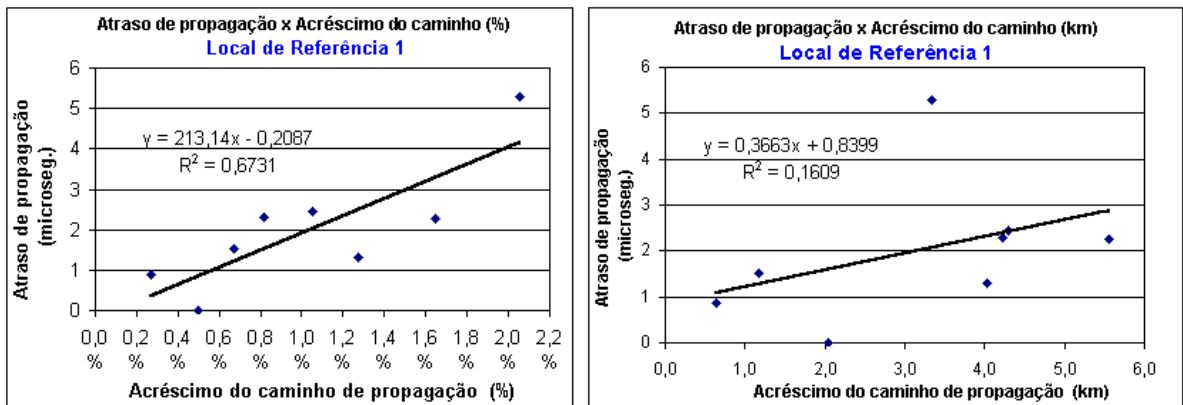 Atraso de propagação x Acréscimo do caminho (%)
Local de Referência 1
Atraso de propagação
(microseg.)
6
5
4
3
2
1
0
y = 213,14x - 0,2087
R² = 0,6731
0,0 0,2 0,4 0,6 0,8 1,0 1,2 1,4 1,6 1,8 2,0 2,2
% % % % % % % % % % % %
Acréscimo do caminho de propagação (%)
Atraso de propagação x Acréscimo do caminho (km)
Local de Referência 1
Atraso de propagação
(microseg.)
6
5
4
3
2
1
0
y = 0,3663x + 0,8399
R² = 0,1609
0,0 1,0 2,0 3,0 4,0 5,0 6,0
Acréscimo do caminho de propagação (km)